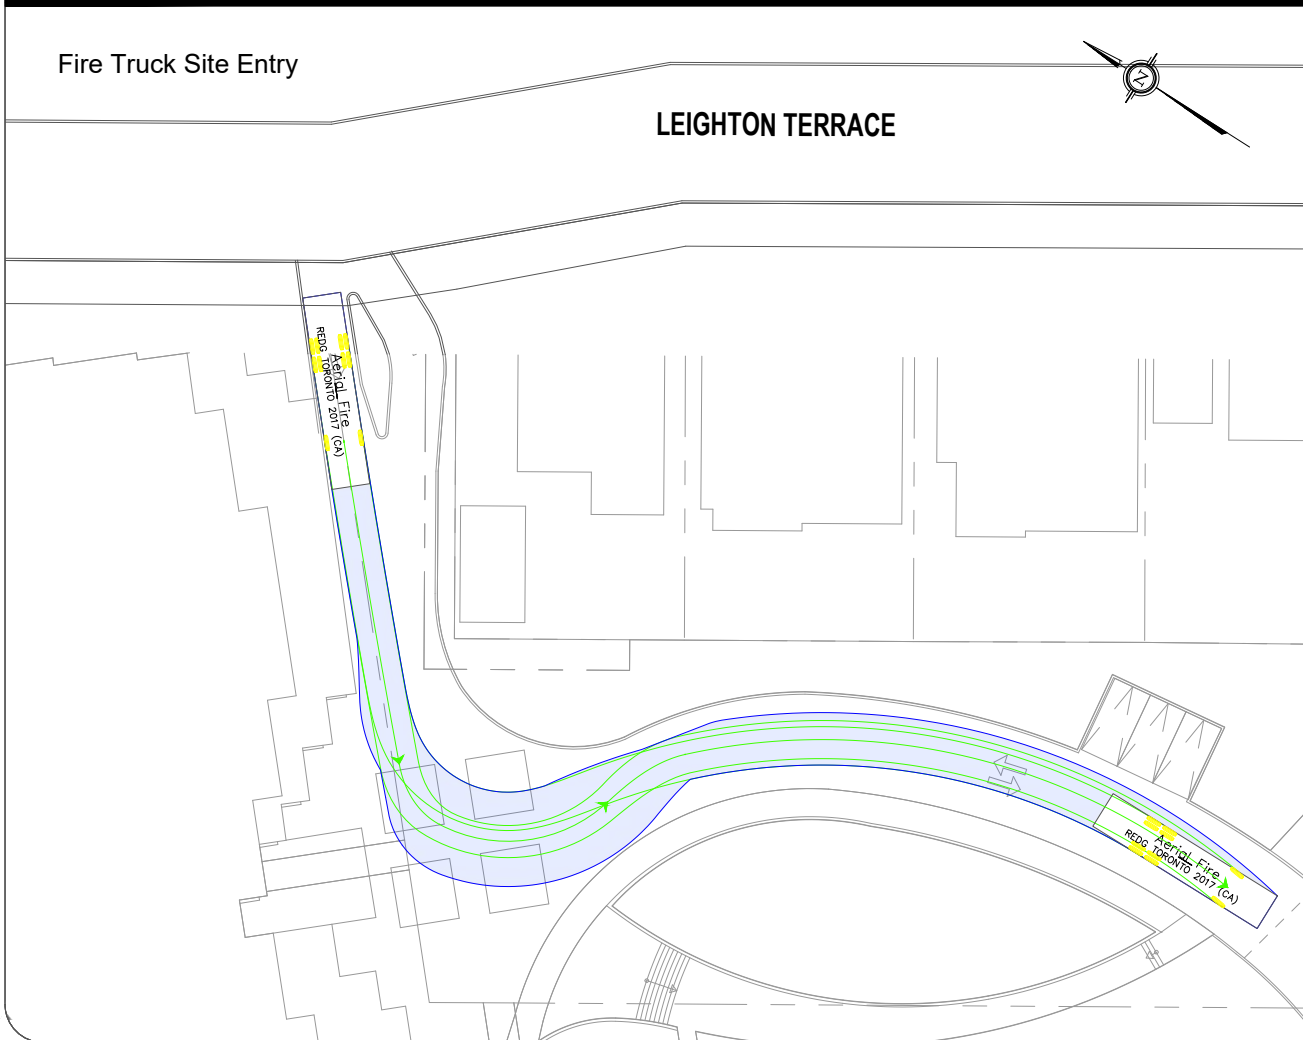 Fire Truck Site Entry
N
LEIGHTON TERRACE
Aerial Fire
REDG TORONTO 2017 (CA)
Aerial Fire
REDG TORONTO 2017 (CA)